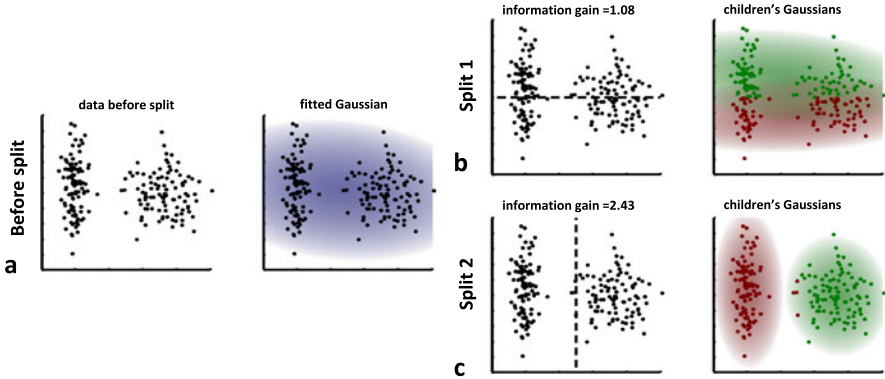 Before split
data before split
fitted Gaussian
a
Split 1
information gain =1.08
children's Gaussians
b
Split 2
information gain =2.43
children's Gaussians
c